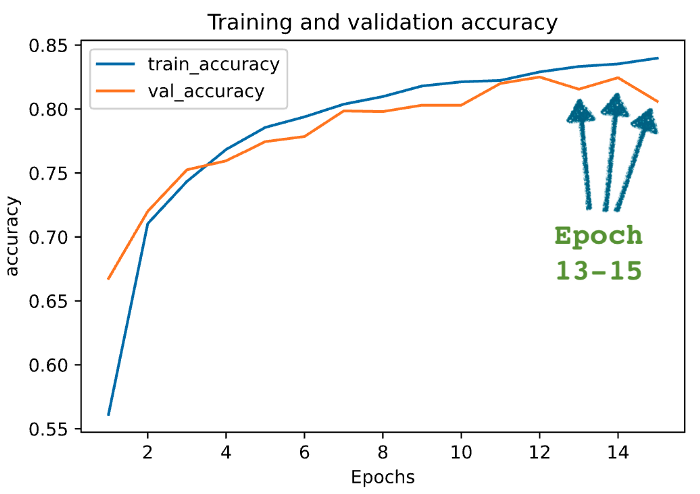 Training and validation accuracy
train_accuracy
val_accuracy
accuracy
0.85
0.80
0.75
0.70
0.65
0.60
0.55
Epoch
13-15
2 4 6 8 10 12 14
Epochs